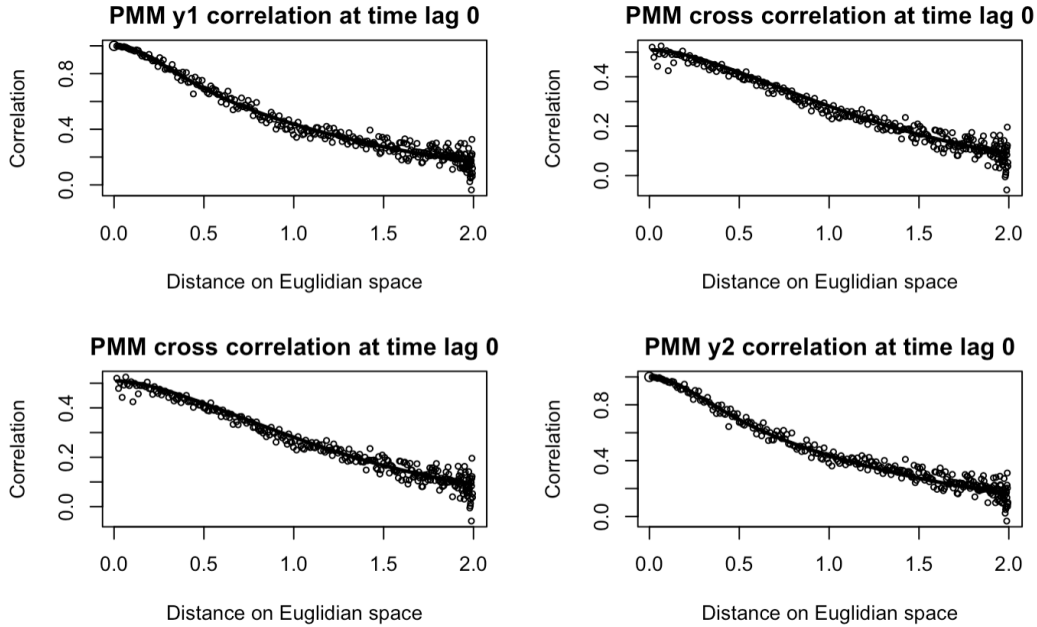 PMM y1 correlation at time lag 0
Correlation
0.0 0.4 0.8
0.0 0.5 1.0 1.5 2.0
Distance on Euglidian space
PMM cross correlation at time lag 0
Correlation
0.0 0.2 0.4
0.0 0.5 1.0 1.5 2.0
Distance on Euglidian space
PMM cross correlation at time lag 0
Correlation
0.0 0.2 0.4
0.0 0.5 1.0 1.5 2.0
Distance on Euglidian space
PMM y2 correlation at time lag 0
Correlation
0.0 0.4 0.8
0.0 0.5 1.0 1.5 2.0
Distance on Euglidian space